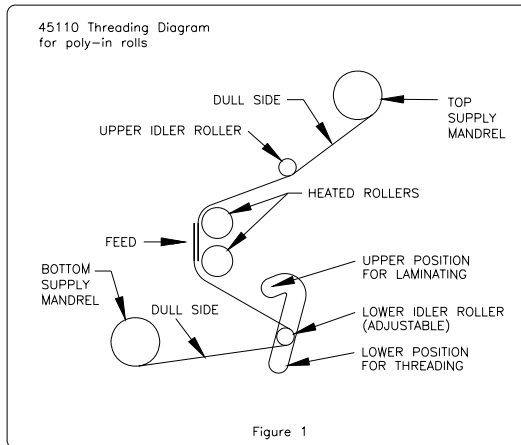 45110 Threading Diagram
for poly-in rolls
DULL SIDE
TOP
SUPPLY
MANDREL
UPPER IDLER ROLLER
HEATED ROLLERS
FEED
UPPER POSITION
FOR LAMINATING
BOTTOM
SUPPLY
MANDREL
DULL SIDE
LOWER IDLER ROLLER
(ADJUSTABLE)
LOWER POSITION
FOR THREADING
Figure 1